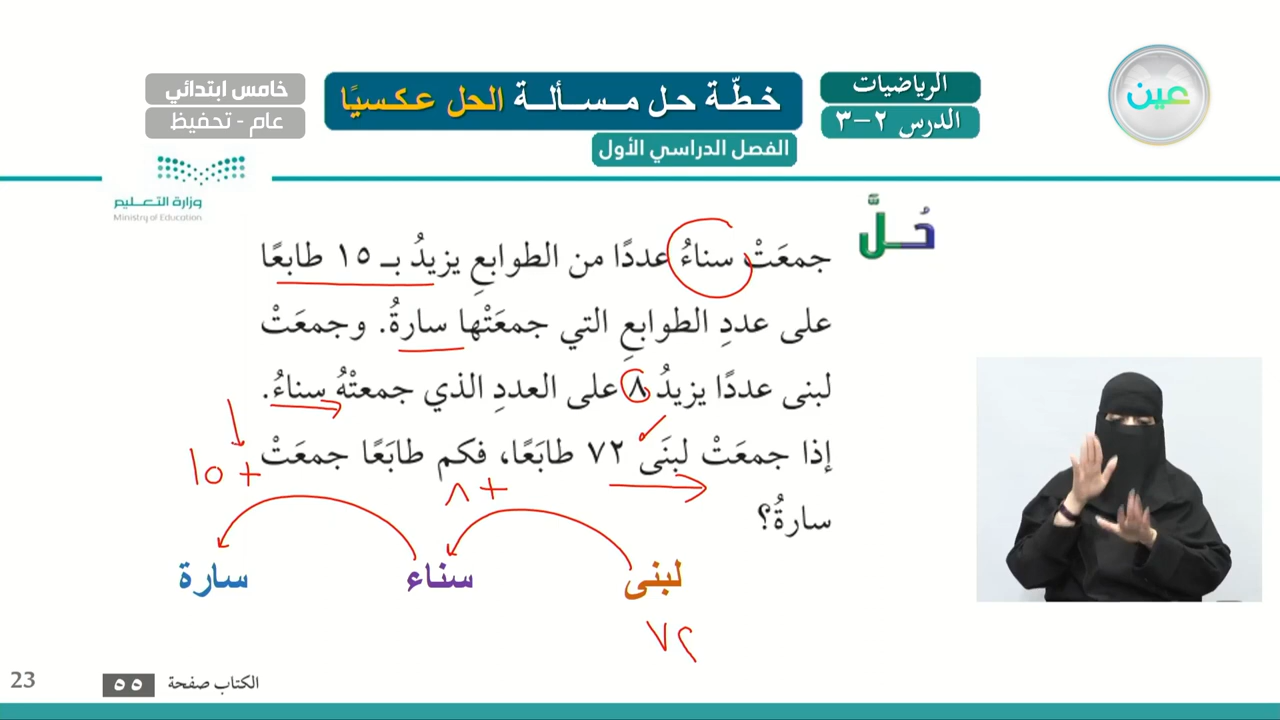 عين
الرياضيات
الدرس ٢-٣
خطّة حل مسألة الحل عكسيًا
الفصل الدراسي الأول
خامس ابتدائي
عام - تحفيظ
وزارة التعليم
Ministry of Education
حُلَّ
جمعَتْ سناءُ عددًا من الطوابعِ يزيدُ بـ ١٥ طابعًا
على عددِ الطوابعِ التي جمعَتْها سارةُ. وجمعَتْ
لبنى عددًا يزيدُ ٨ على العددِ الذي جمعتْهُ سناءُ.
إذا جمعَتْ لبنَى ٧٢ طابَعًا، فكم طابَعًا جمعَتْ
سارةُ؟
+ ٨
+ ١٥
لبنى سناء سارة
٧٢
الكتاب صفحة ٥٥
23